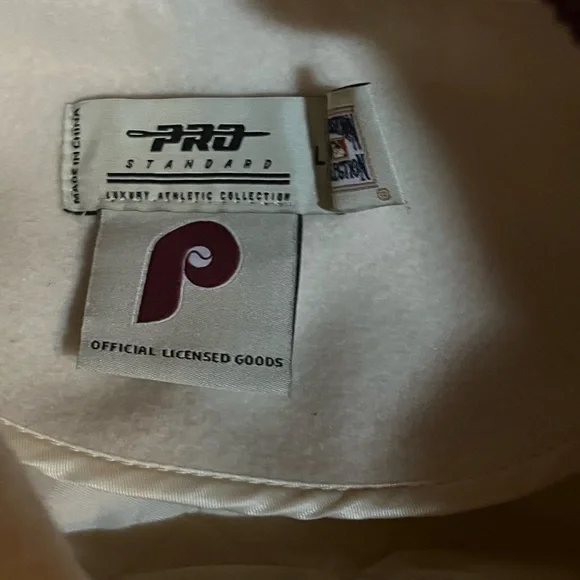 MADE IN CHINA
PRO
STANDARD
LUXURY ATHLETIC COLLECTION
L
P
OFFICIAL LICENSED GOODS